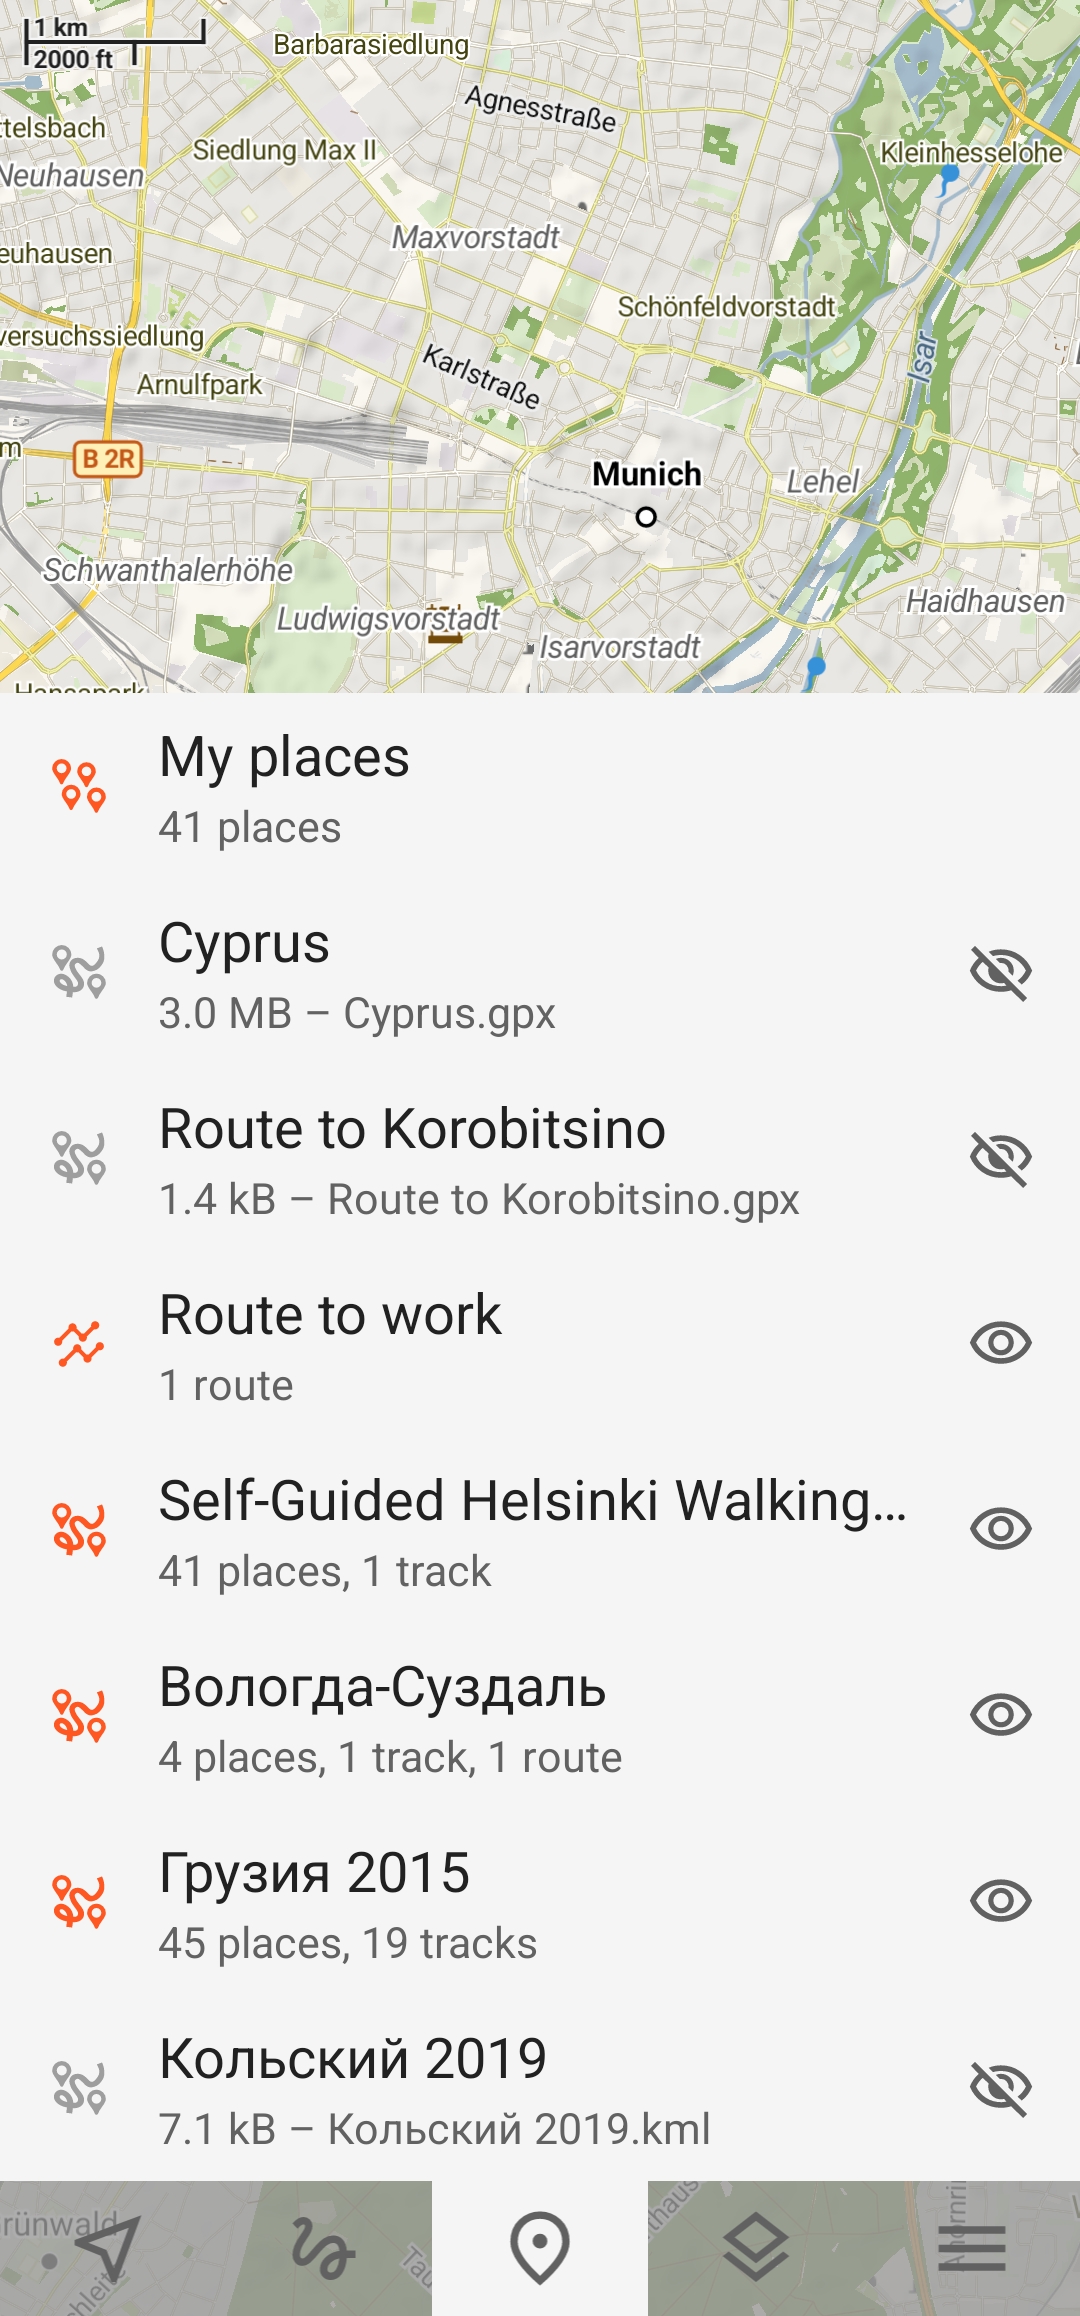 1 km
2000 ft
Barbarasiedlung
Agnesstraße
Siedlung Max II
Kleinhesselohe
Neuhausen
Maxvorstadt
Schönfeldvorstadt
Isar
Karlstraße
Arnulfpark
B 2R
Munich
Lehel
Schwanthalerhöhe
Haidhausen
Ludwigsvorstadt
Isarvorstadt
Hansapark
My places
41 places
Cyprus
3.0 MB – Cyprus.gpx
Route to Korobitsino
1.4 kB – Route to Korobitsino.gpx
Route to work
1 route
Self-Guided Helsinki Walking...
41 places, 1 track
Вологда-Суздаль
4 places, 1 track, 1 route
Грузия 2015
45 places, 19 tracks
Кольский 2019
7.1 kB – Кольский 2019.kml